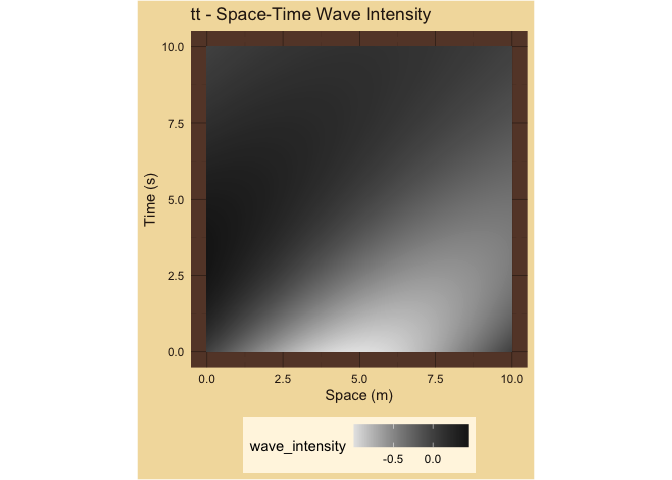 tt - Space-Time Wave Intensity
10.0
7.5
5.0
2.5
0.0
Time (s)
0.0 2.5 5.0 7.5 10.0
Space (m)
wave_intensity
-0.5 0.0